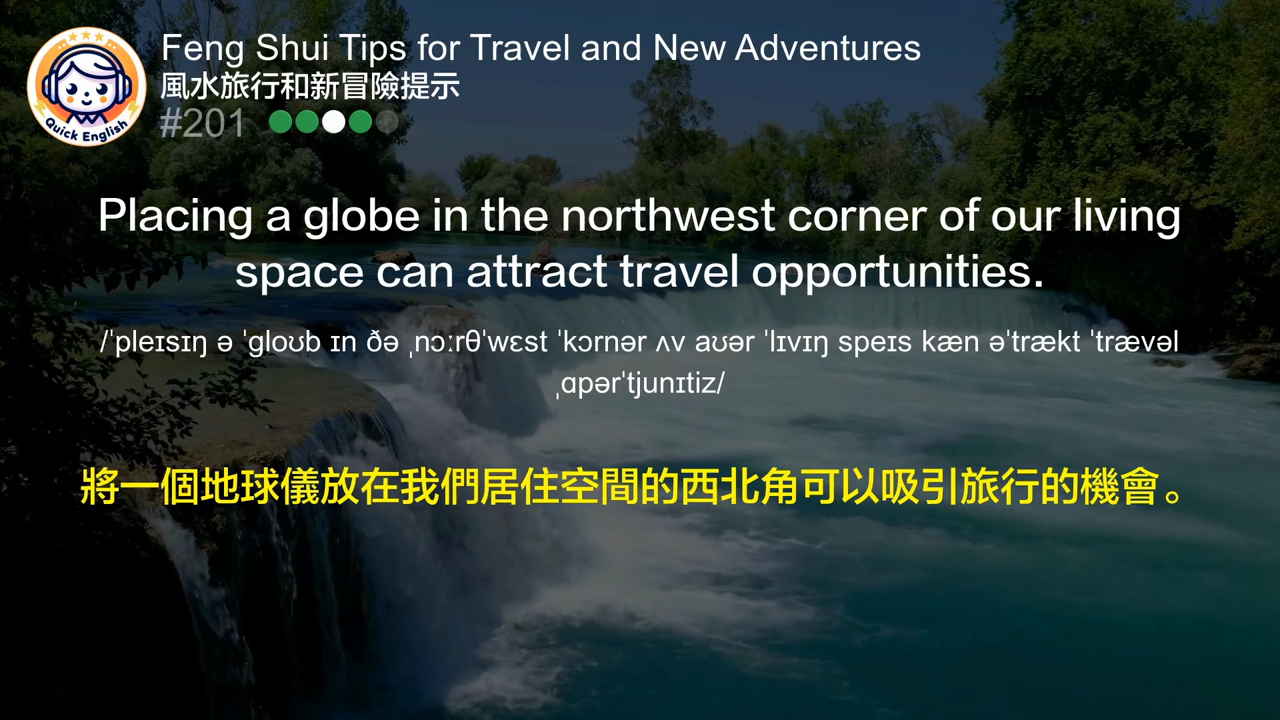 Quick English
Feng Shui Tips for Travel and New Adventures
風水旅行和新冒險提示
#201
Placing a globe in the northwest corner of our living
space can attract travel opportunities.
/ˈpleɪsɪŋ ə ˈɡloʊb ɪn ðə ˌnɔːrθˈwɛst ˈkɔrnər ʌv aʊər ˈlɪvɪŋ speɪs kæn əˈtrækt ˈtrævəl
ˌɑpərˈtjunɪtiz/
將一個地球儀放在我們居住空間的西北角可以吸引旅行的機會。